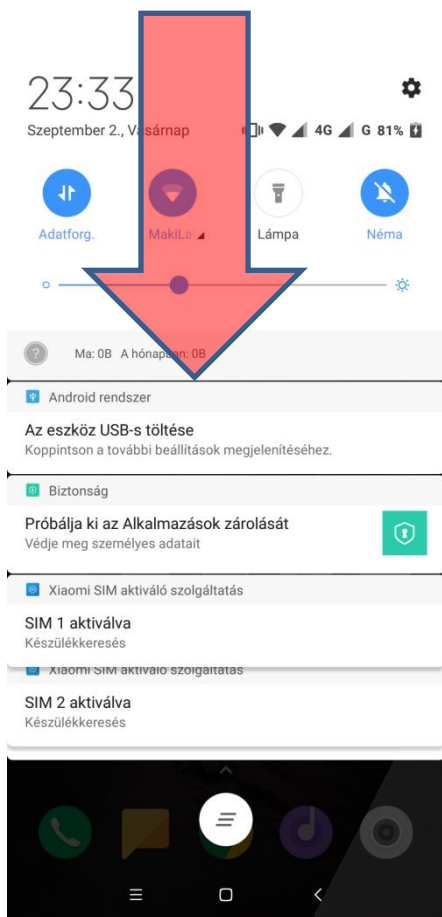 23:33
Szeptember 2., Vasárnap 4G G 81%
Adatforg. MakiLa Lámpa Néma
Ma: 0B A hónapban: 0B
Android rendszer
Az eszköz USB-s töltése
Koppintson a további beállítások megjelenítéséhez.
Biztonság
Próbálja ki az Alkalmazások zárolását
Védje meg személyes adatait
Xiaomi SIM aktiváló szolgáltatás
SIM 1 aktiválva
Készülékkeresés
Xiaomi SIM aktiváló szolgáltatás
SIM 2 aktiválva
Készülékkeresés